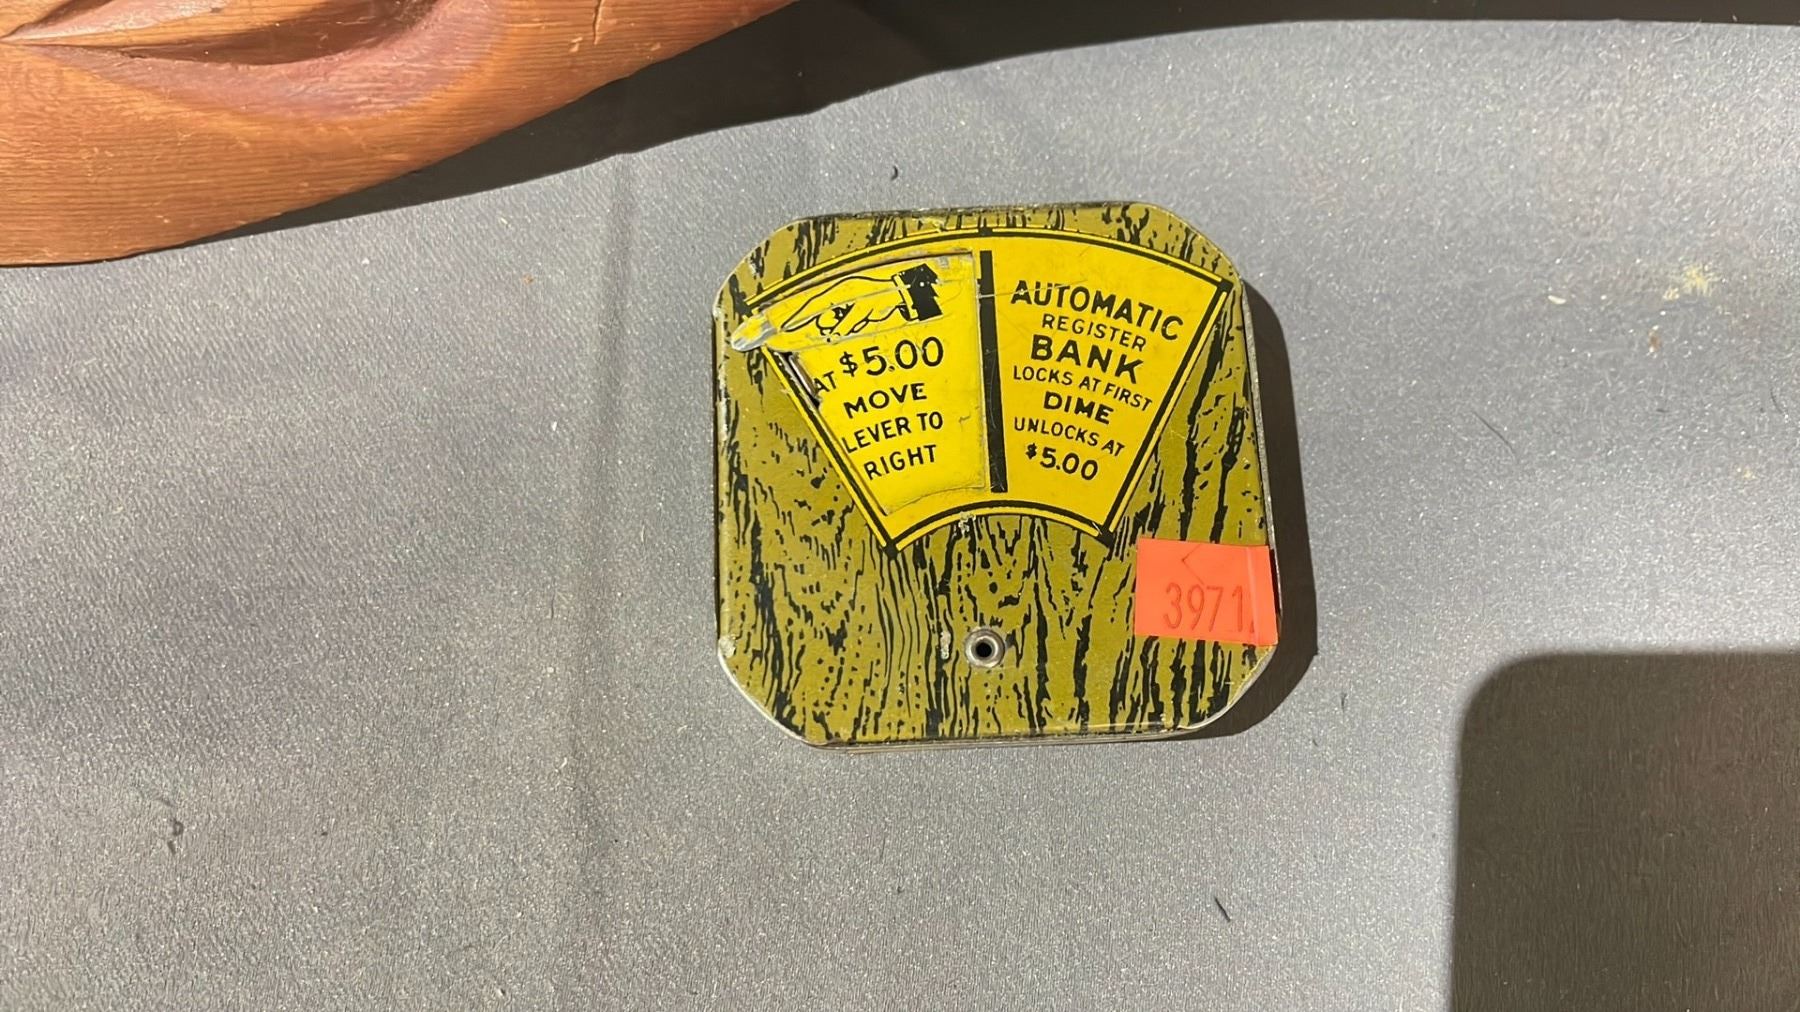 AT $5.00
MOVE
LEVER TO
RIGHT
AUTOMATIC
REGISTER
BANK
LOCKS AT FIRST
DIME
UNLOCKS AT
$5.00
3971